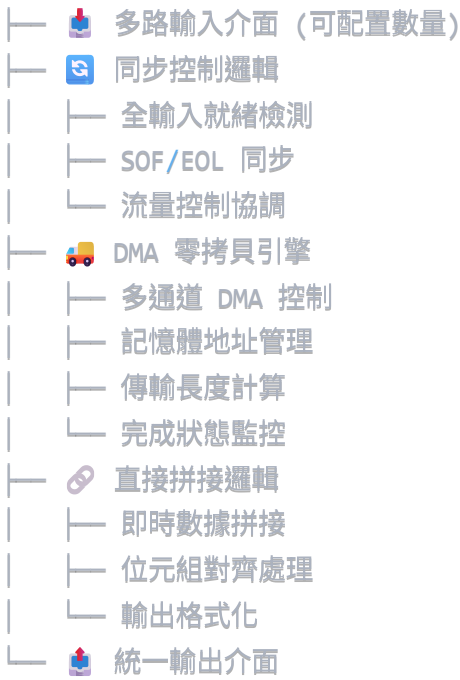 ├── 📥 多路輸入介面 (可配置數量)
├── 🔄 同步控制邏輯
│   ├── 全輸入就緒檢測
│   ├── SOF/EOL 同步
│   └── 流量控制協調
├── 🚚 DMA 零拷貝引擎
│   ├── 多通道 DMA 控制
│   ├── 記憶體地址管理
│   ├── 傳輸長度計算
│   └── 完成狀態監控
├── 🔗 直接拼接邏輯
│   ├── 即時數據拼接
│   ├── 位元組對齊處理
│   └── 輸出格式化
└── 📤 統一輸出介面